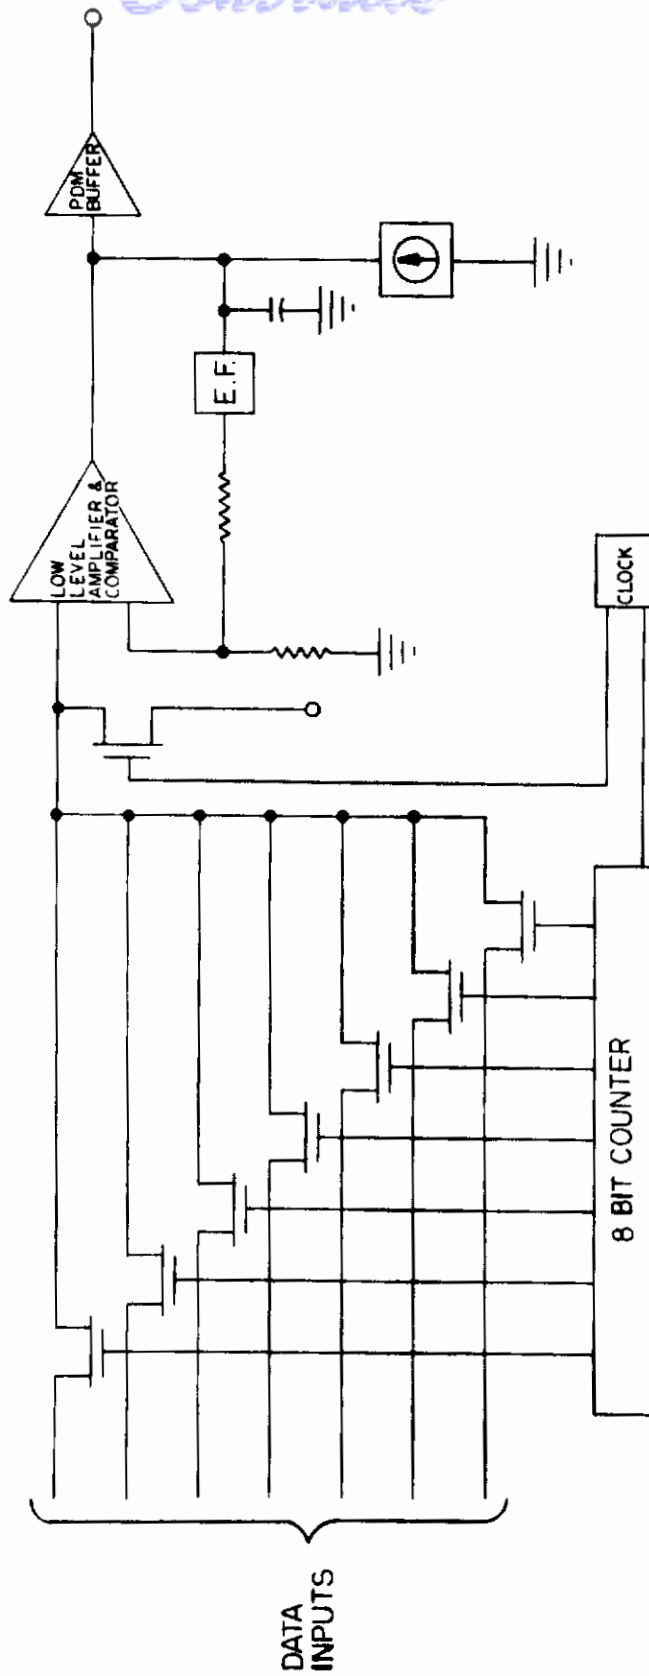 DATA
INPUTS
8 BIT COUNTER
CLOCK
LOW
LEVEL
AMPLIFIER &
COMPARATOR
E.F.
PDM
BUFFER